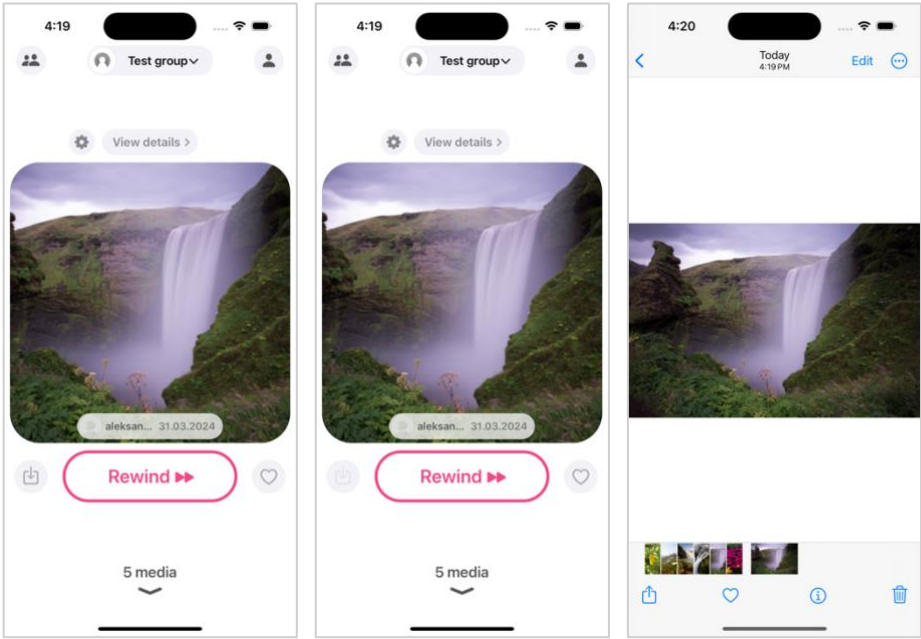 4:19
Test group
View details >
aleksan... 31.03.2024
Rewind
5 media
4:19
Test group
View details >
aleksan... 31.03.2024
Rewind
5 media
4:20
Today
4:19 PM
Edit